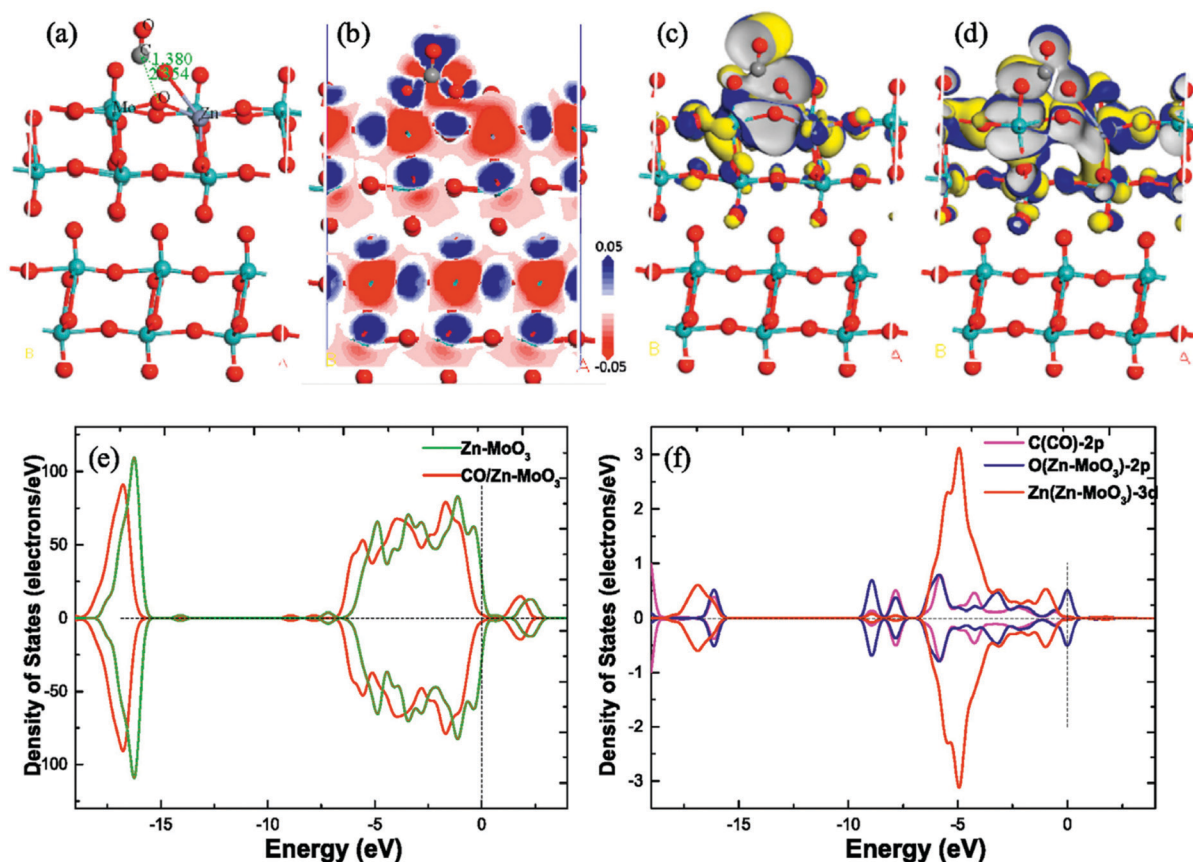 (a)
O
C
1.380
O
Mo
Zn
B
A
(b)
0.05
-0.05
B
A
(c)
B
A
(d)
B
A
(e)
Zn-MoO₃
CO/Zn-MoO₃
Density of States (electrons/eV)
100
50
0
-50
-100
-15
-10
-5
0
Energy (eV)
(f)
C(CO)-2p
O(Zn-MoO₃)-2p
Zn(Zn-MoO₃)-3d
Density of States (electrons/eV)
3
2
1
0
-1
-2
-3
-15
-10
-5
0
Energy (eV)